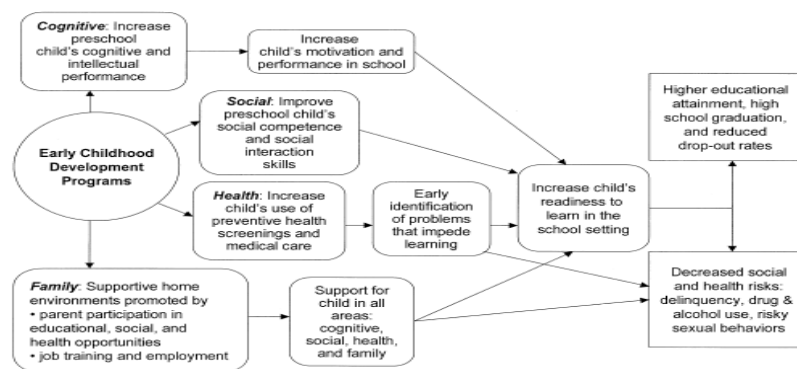 Cognitive: Increase
preschool
child's cognitive and
intellectual
performance
Increase
child's motivation and
performance in school
Social: Improve
preschool child's
social competence
and social
interaction
skills
Early Childhood
Development
Programs
Health: Increase
child's use of
preventive health
screenings and
medical care
Early
identification
of problems
that impede
learning
Increase child's
readiness to
learn in the
school setting
Higher educational
attainment, high
school graduation,
and reduced
drop-out rates
Family: Supportive home
environments promoted by
• parent participation in
educational, social, and
health opportunities
• job training and employment
Support for
child in all
areas:
cognitive,
social, health,
and family
Decreased social
and health risks:
delinquency, drug &
alcohol use, risky
sexual behaviors